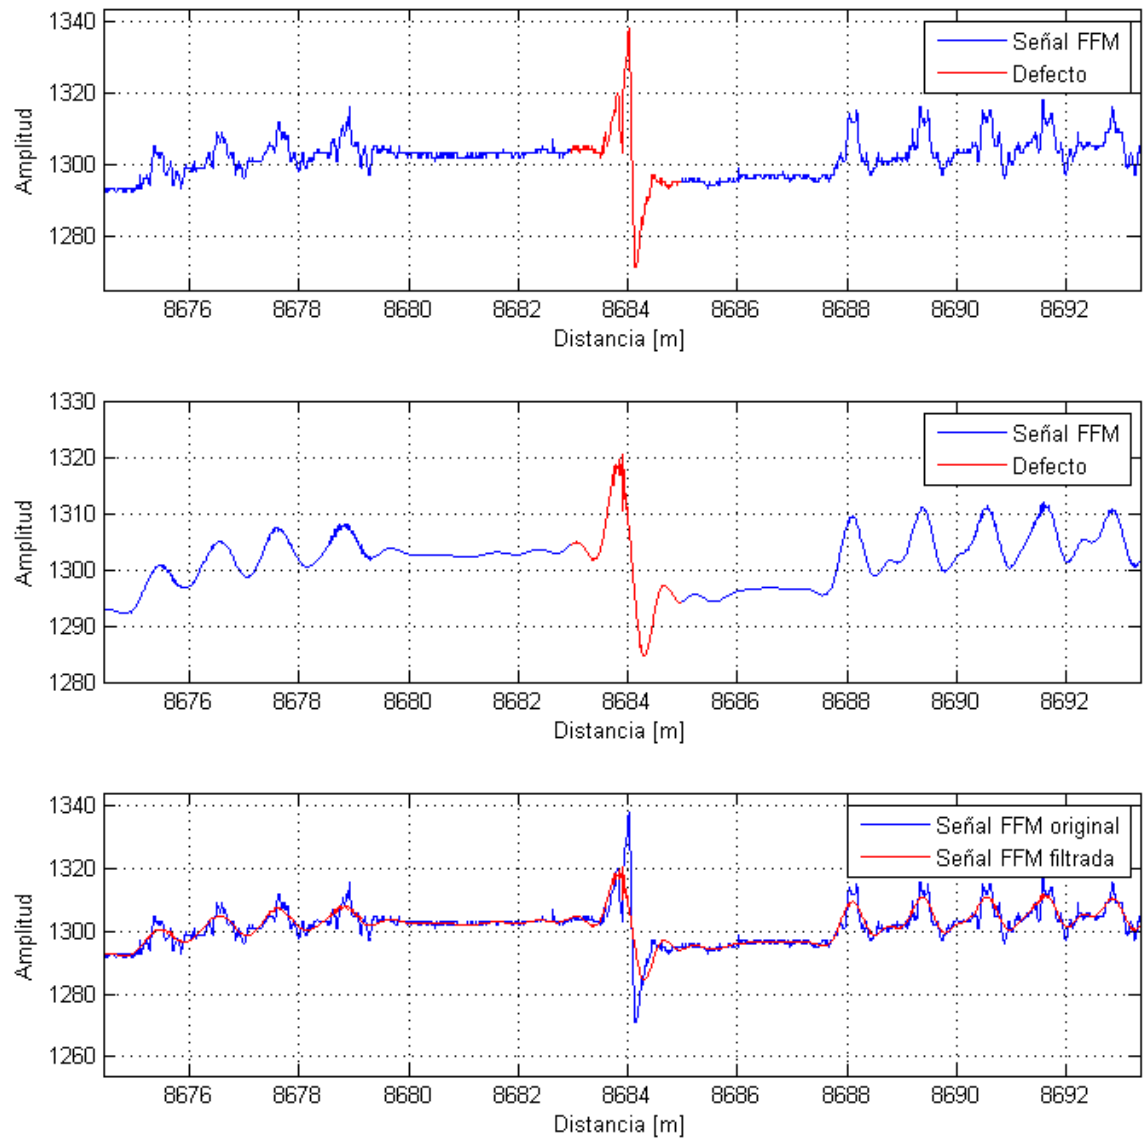 1340
1320
1300
1280
Amplitud
Señal FFM
Defecto
8676 8678 8680 8682 8684 8686 8688 8690 8692
Distancia [m]
1330
1320
1310
1300
1290
1280
Amplitud
Señal FFM
Defecto
8676 8678 8680 8682 8684 8686 8688 8690 8692
Distancia [m]
1340
1320
1300
1280
1260
Amplitud
Señal FFM original
Señal FFM filtrada
8676 8678 8680 8682 8684 8686 8688 8690 8692
Distancia [m]